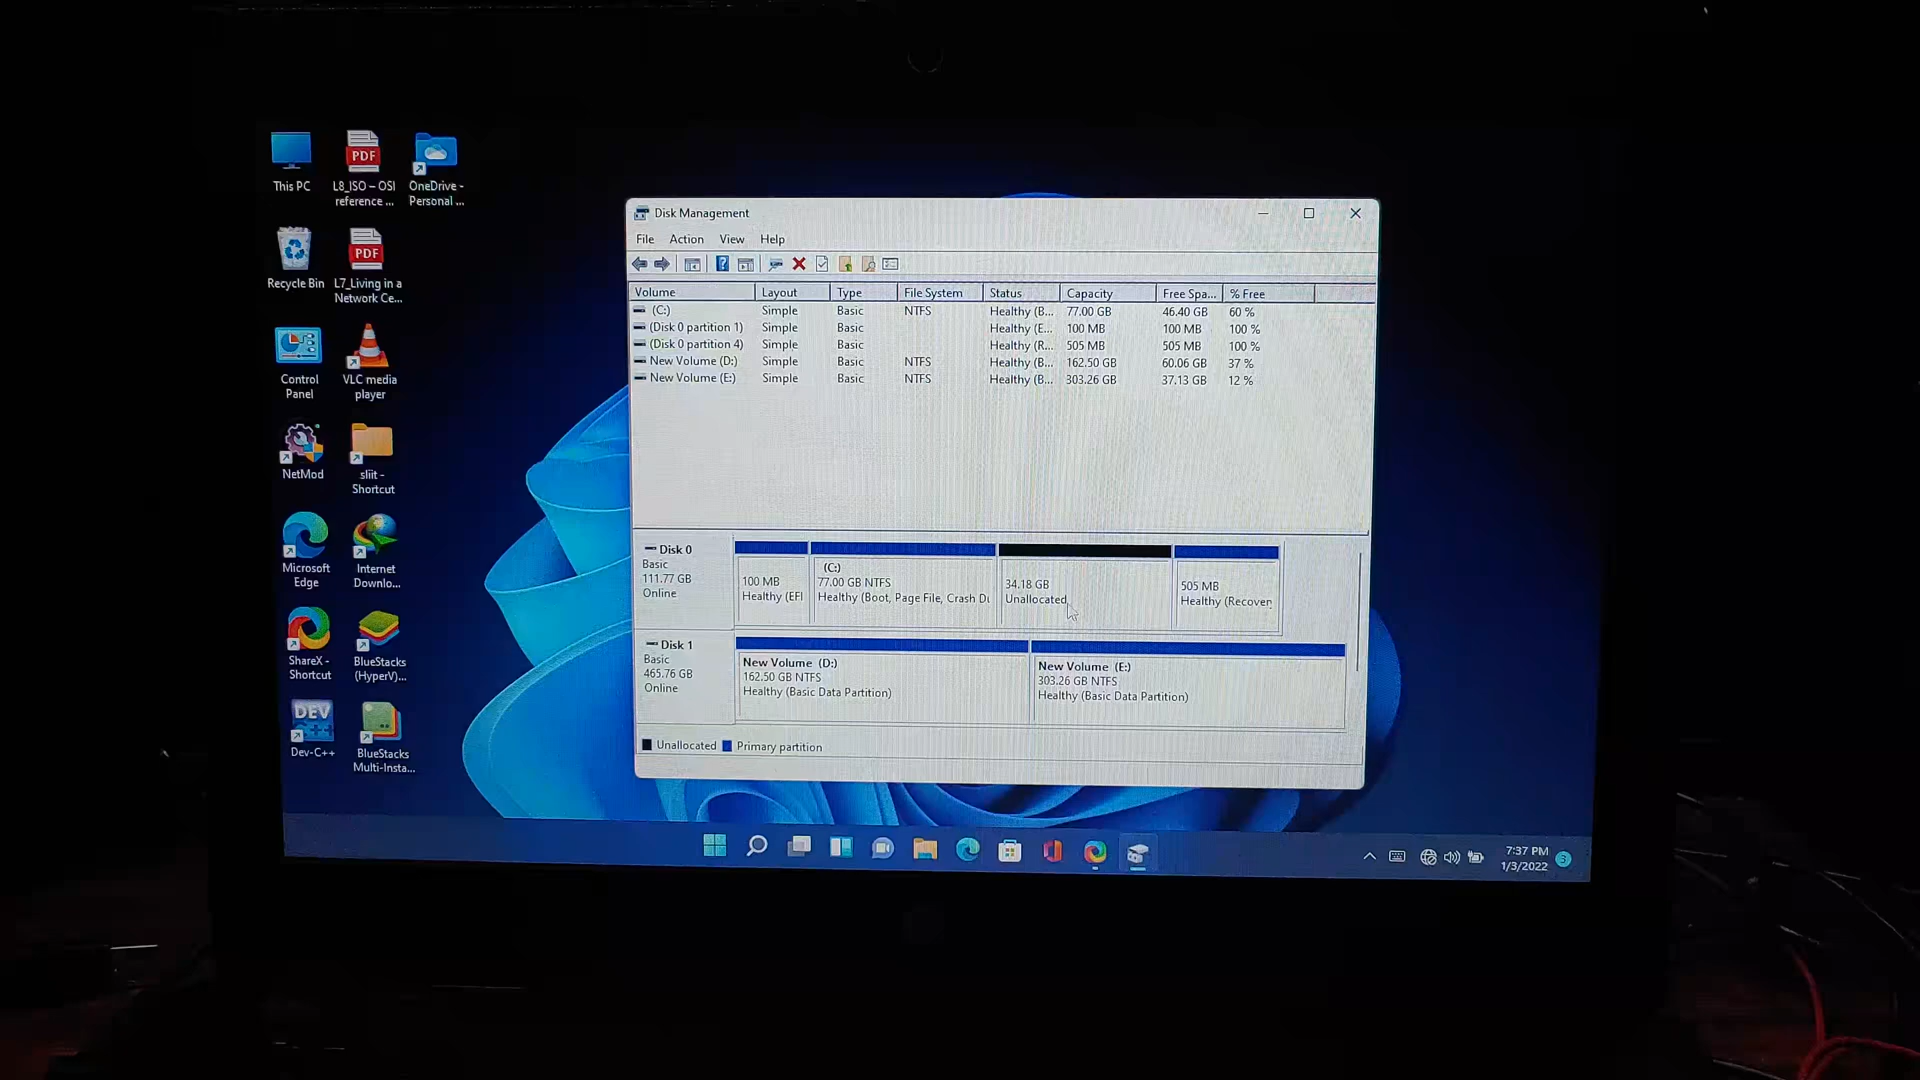 This PC
L8_ISO – OSI
reference ...
OneDrive -
Personal ...
Recycle Bin
L7_Living in a
Network Ce...
Control
Panel
VLC media
player
NetMod
sliit -
Shortcut
Microsoft
Edge
Internet
Downlo...
ShareX -
Shortcut
BlueStacks
(HyperV)...
Dev-C++
BlueStacks
Multi-Insta...
PDF
PDF
DEV
C++
Disk Management
File Action View Help
Volume Layout Type File System Status Capacity Free Spa... % Free
(C:) Simple Basic NTFS Healthy (B... 77.00 GB 46.40 GB 60 %
(Disk 0 partition 1) Simple Basic Healthy (E... 100 MB 100 MB 100 %
(Disk 0 partition 4) Simple Basic Healthy (R... 505 MB 505 MB 100 %
New Volume (D:) Simple Basic NTFS Healthy (B... 162.50 GB 60.06 GB 37 %
New Volume (E:) Simple Basic NTFS Healthy (B... 303.26 GB 37.13 GB 12 %
Disk 0
Basic
111.77 GB
Online
100 MB
Healthy (EFI
(C:)
77.00 GB NTFS
Healthy (Boot, Page File, Crash Du
34.18 GB
Unallocated
505 MB
Healthy (Recovery
Disk 1
Basic
465.76 GB
Online
New Volume (D:)
162.50 GB NTFS
Healthy (Basic Data Partition)
New Volume (E:)
303.26 GB NTFS
Healthy (Basic Data Partition)
Unallocated Primary partition
7:37 PM
1/3/2022
3